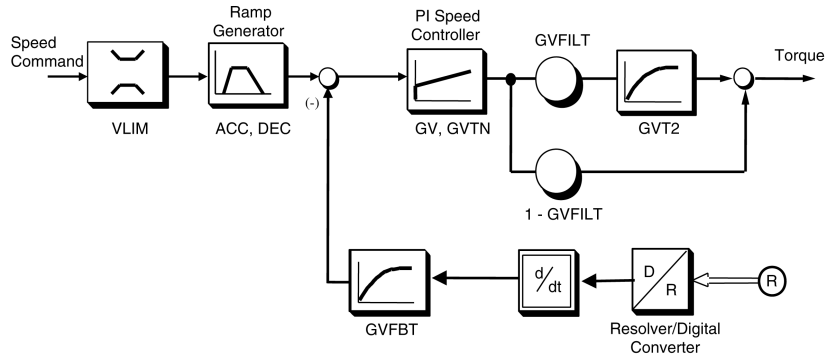 Speed
Command
VLIM
Ramp
Generator
ACC, DEC
(-)
PI Speed
Controller
GV, GVTN
GVFILT
GVT2
Torque
1 - GVFILT
GVFBT
d/dt
D/R
R
Resolver/Digital
Converter